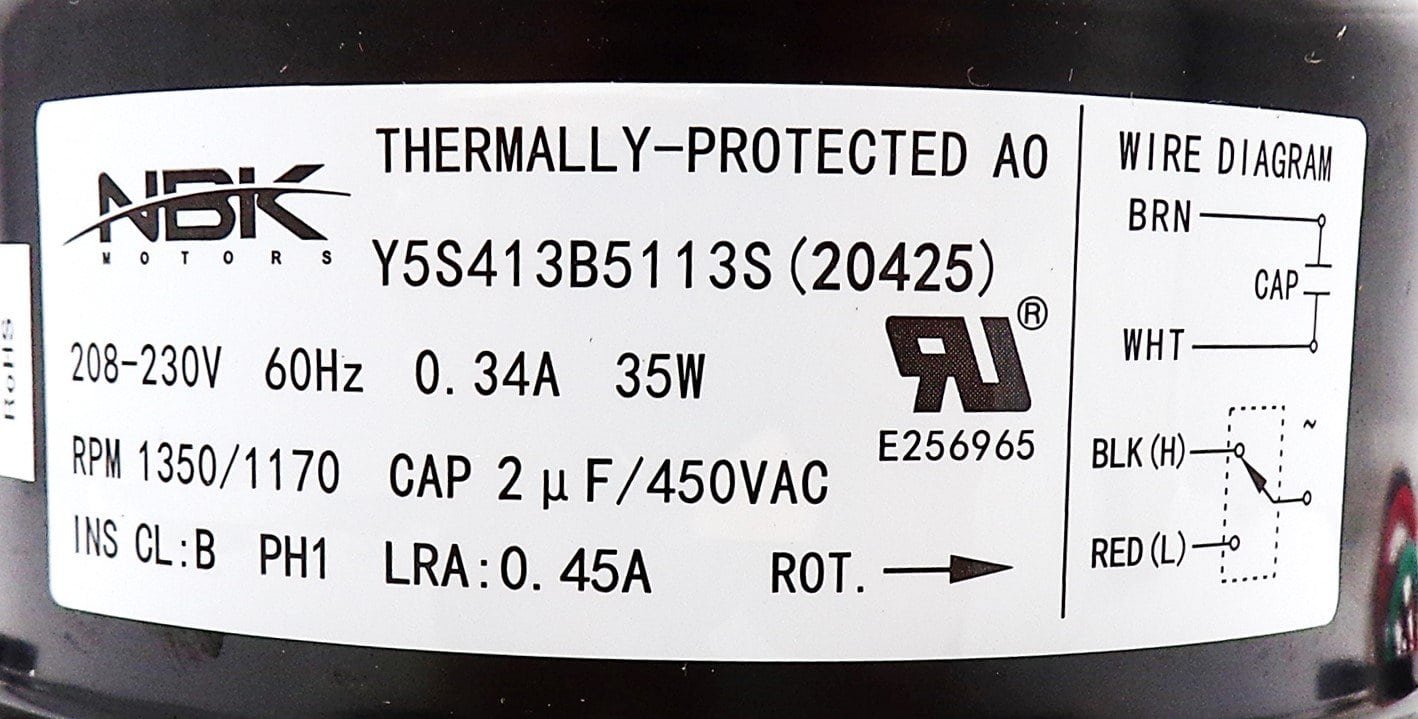 THERMALLY-PROTECTED AO
NBK
MOTORS
Y5S413B5113S (20425)
®
208-230V 60Hz 0.34A 35W
E256965
RPM 1350/1170 CAP 2μF/450VAC
INS CL:B PH1 LRA:0.45A ROT.
WIRE DIAGRAM
BRN
CAP
WHT
~
BLK(H)
RED(L)
RoHS